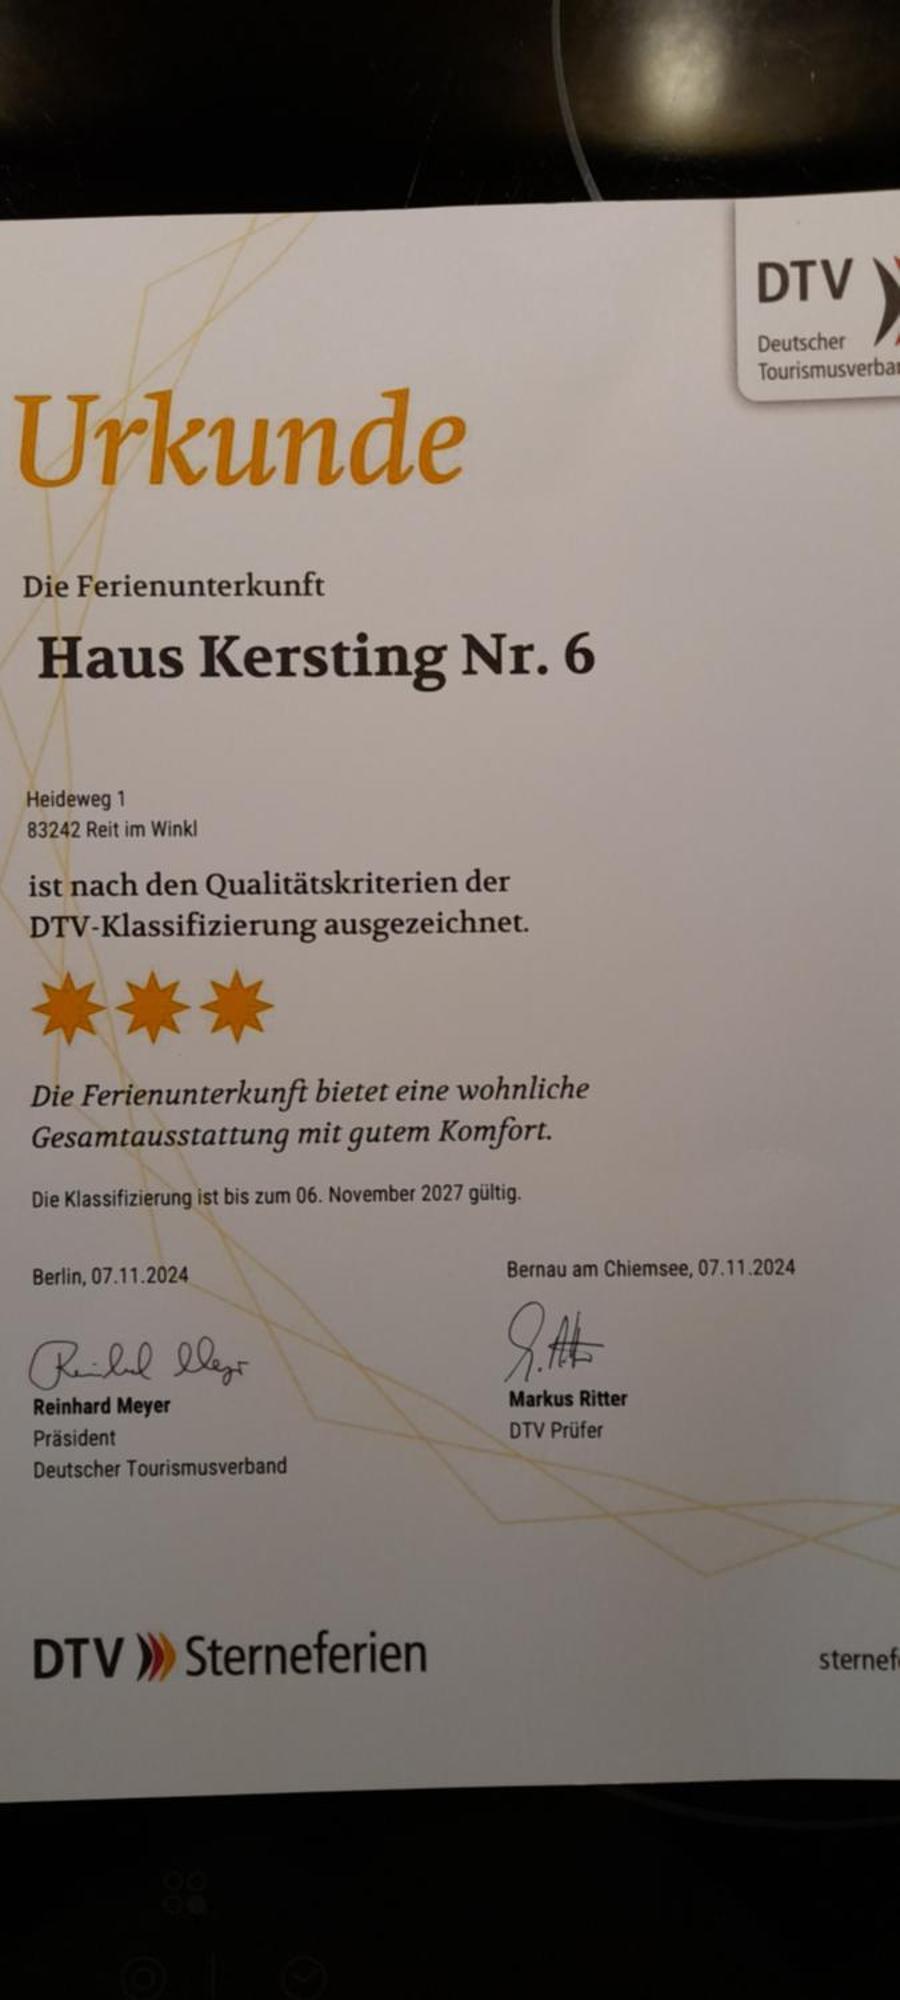 DTV
Deutscher
Urkunde
Die Ferienunterkunft
Haus Kersting Nr. 6
Heideweg 1
83242 Reit im Winkl
ist nach den Qualitätskriterien der
DTV-Klassifizierung ausgezeichnet.
Die Ferienunterkunft bietet eine wohnliche
Gesamtausstattung mit gutem Komfort.
Die Klassifizierung ist bis zum 06. November 2027 gültig.
Berlin, 07.11.2024
Bernau am Chiemsee, 07.11.2024
Reinhard Meyer
Präsident
Deutscher Tourismusverband
Markus Ritter
DTV Prüfer
DTV Sterneferien